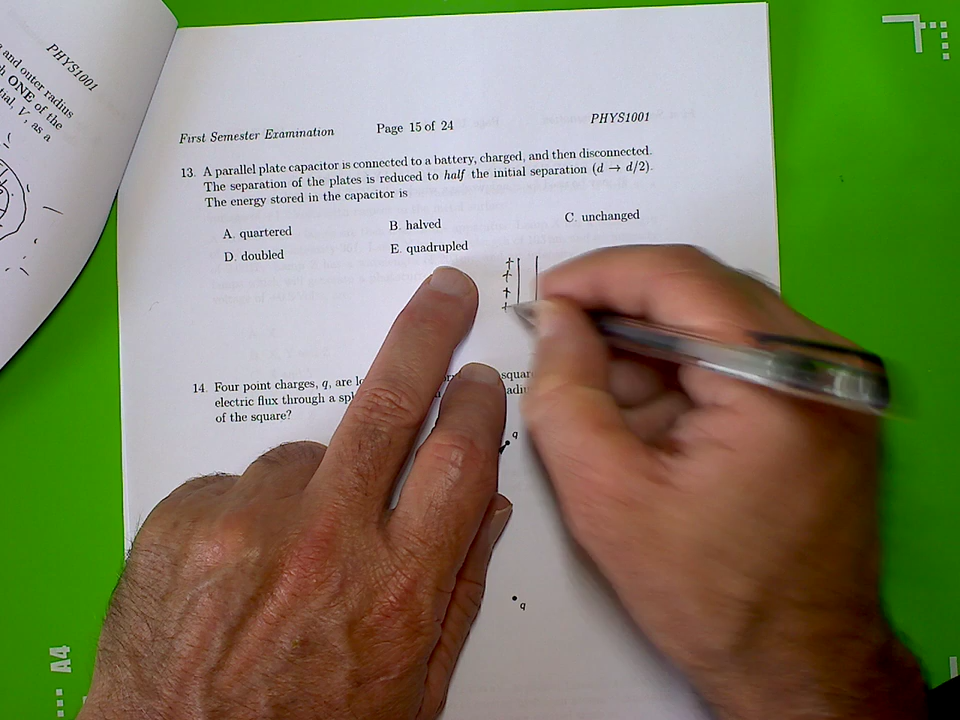 PHYS1001
and outer radius
ONE of the
tial, V, as a
First Semester Examination Page 15 of 24 PHYS1001
13. A parallel plate capacitor is connected to a battery, charged, and then disconnected.
The separation of the plates is reduced to half the initial separation (d → d/2).
The energy stored in the capacitor is
A. quartered B. halved C. unchanged
D. doubled E. quadrupled
+
+
+
+
14. Four point charges, q, are
electric flux through a
of the square?
q
q
A4